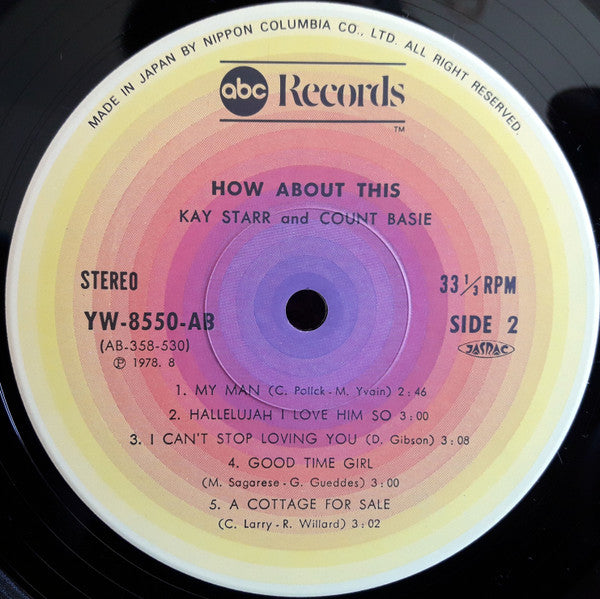 MADE IN JAPAN BY NIPPON COLUMBIA CO., LTD. ALL RIGHT RESERVED.
abc Records
TM
HOW ABOUT THIS
KAY STARR and COUNT BASIE
STEREO
33 1/3 RPM
YW-8550-AB
SIDE 2
(AB-358-530)
JASRAC
Ⓟ 1978. 8
1. MY MAN (C. Polick - M. Yvain) 2:46
2. HALLELUJAH I LOVE HIM SO 3:00
3. I CAN'T STOP LOVING YOU (D. Gibson) 3:08
4. GOOD TIME GIRL
(M. Sagarese - G. Gueddes) 3:00
5. A COTTAGE FOR SALE
(C. Larry - R. Willard) 3:02